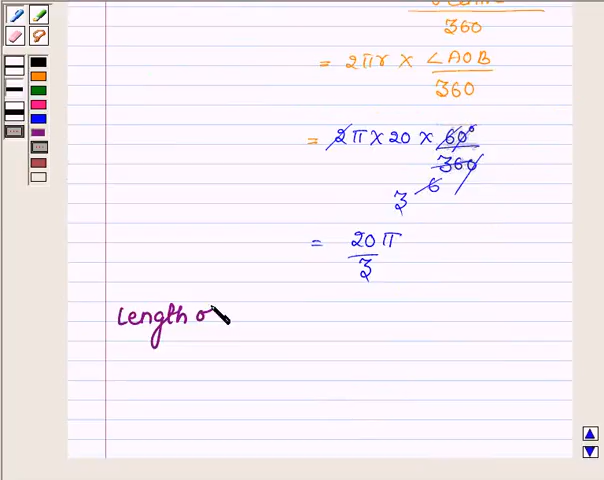 360
= 2πr × ∠AOB
360
= 2π × 20 × 60°
360
3 6
= 20π
3
Length o